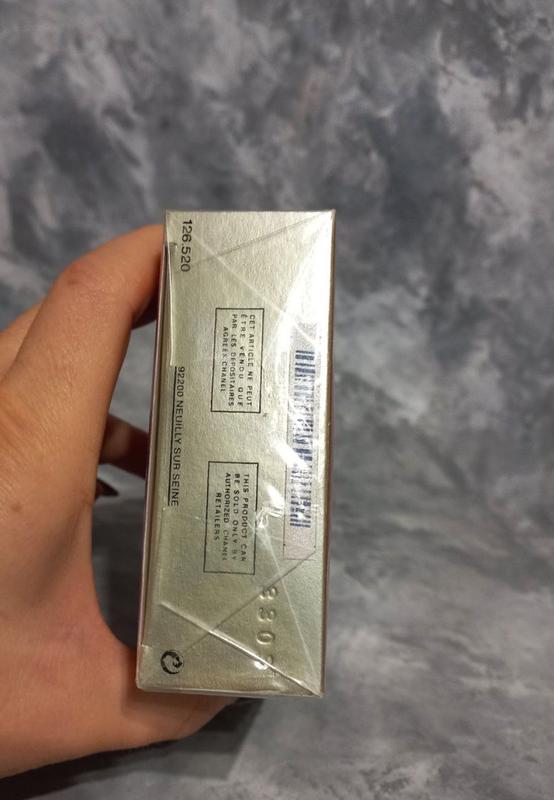 126.520
CET ARTICLE NE PEUT
ÊTRE VENDU QUE
PAR LES DÉPOSITAIRES
AGRÉÉS CHANEL
92200 NEUILLY SUR SEINE
THIS PRODUCT CAN
BE SOLD ONLY BY
AUTHORIZED CHANEL
RETAILERS